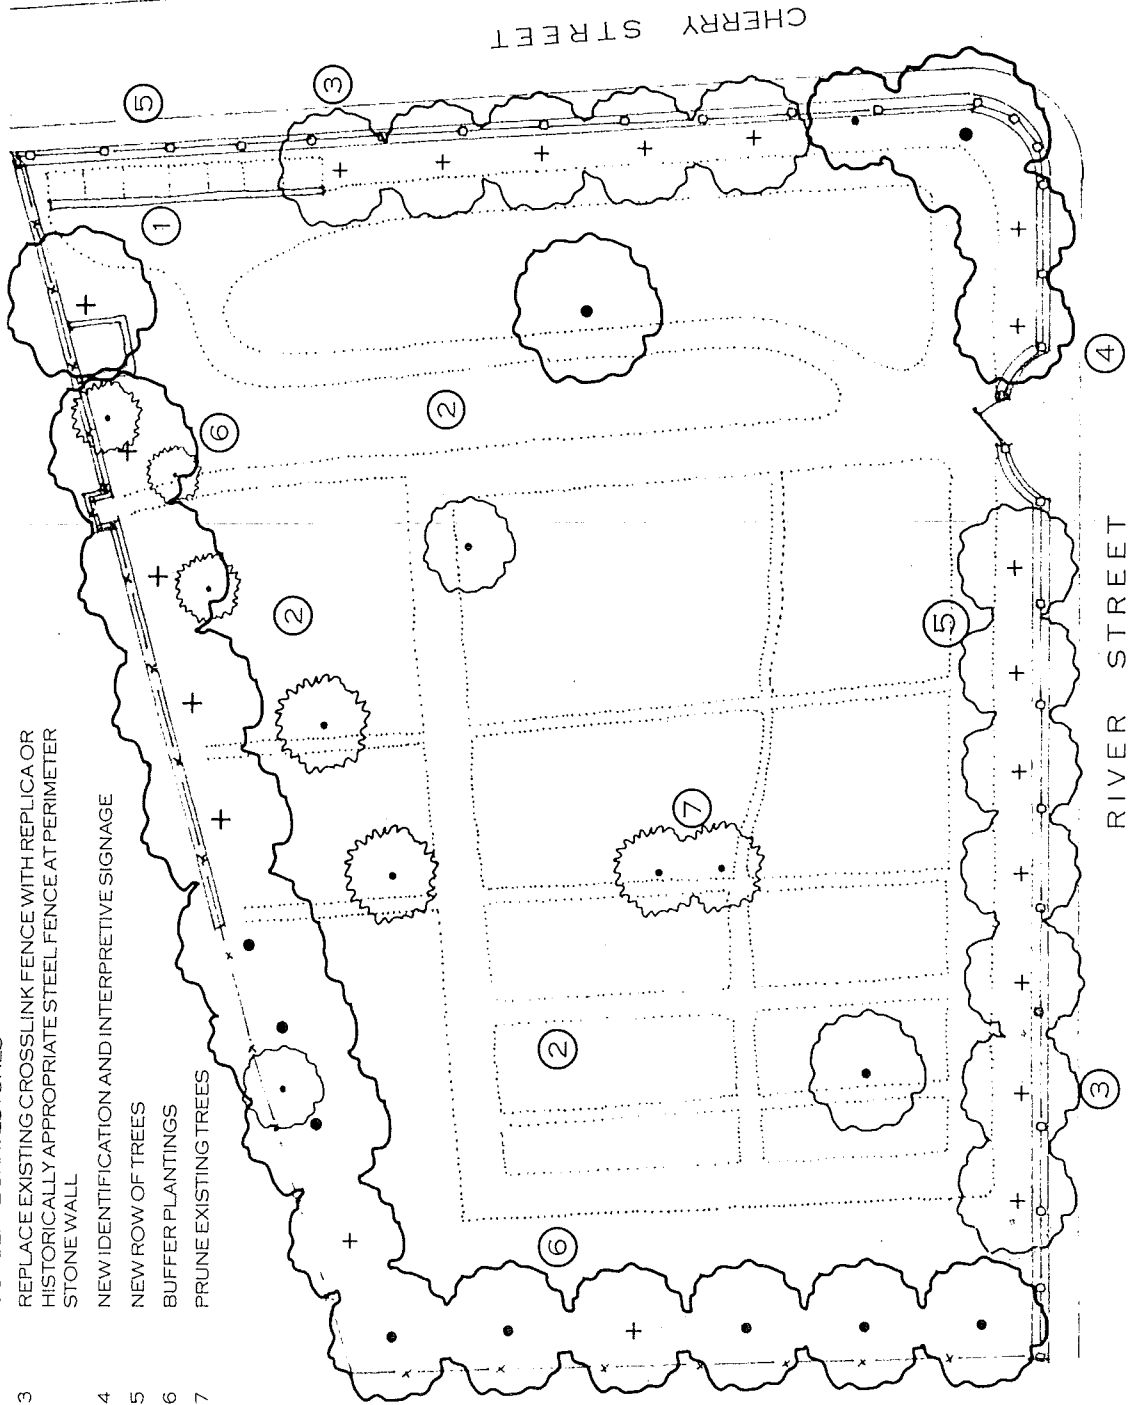 3 REPLACE EXISTING CROSSLINK FENCE WITH REPLICA OR
HISTORICALLY APPROPRIATE STEEL FENCE AT PERIMETER
STONE WALL
4 NEW IDENTIFICATION AND INTERPRETIVE SIGNAGE
5 NEW ROW OF TREES
6 BUFFER PLANTINGS
7 PRUNE EXISTING TREES
CHERRY STREET
RIVER STREET
5
3
1
6
2
2
4
5
7
2
3
6